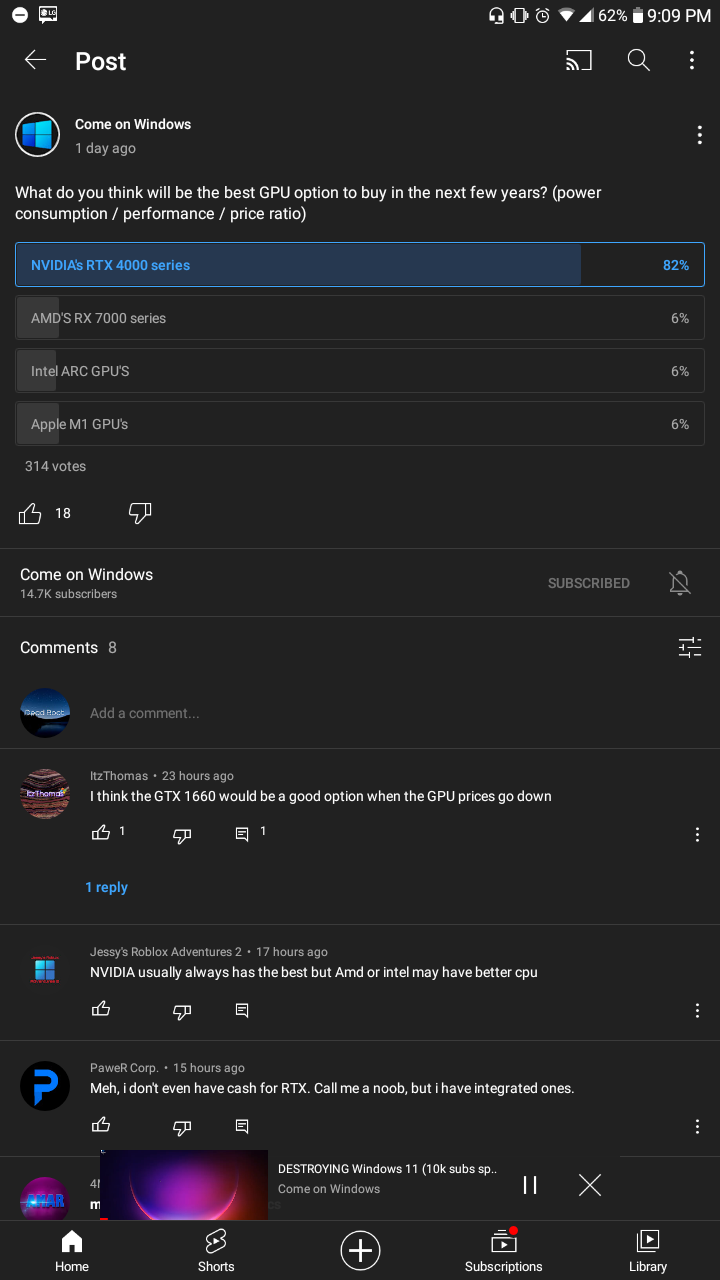 62% 9:09 PM
Post
Come on Windows
1 day ago
What do you think will be the best GPU option to buy in the next few years? (power
consumption / performance / price ratio)
NVIDIA's RTX 4000 series 82%
AMD'S RX 7000 series 6%
Intel ARC GPU'S 6%
Apple M1 GPU's 6%
314 votes
18
Come on Windows
14.7K subscribers
SUBSCRIBED
Comments 8
Good Root
Add a comment...
ItzThomas • 23 hours ago
ItzThomas
I think the GTX 1660 would be a good option when the GPU prices go down
1 1
1 reply
Jessy's Roblox Adventures 2 • 17 hours ago
NVIDIA usually always has the best but Amd or intel may have better cpu
PaweR Corp. • 15 hours ago
Meh, i don't even have cash for RTX. Call me a noob, but i have integrated ones.
DESTROYING Windows 11 (10k subs sp..
Come on Windows
Home
Shorts
Subscriptions
Library